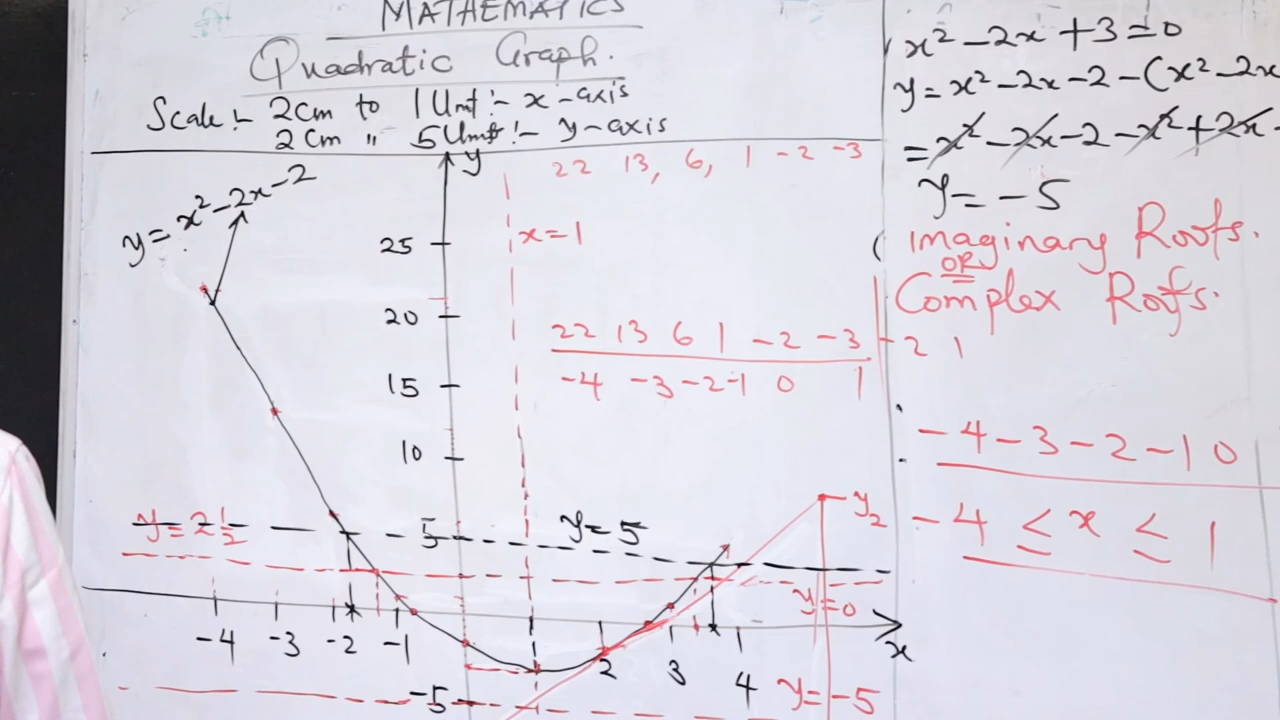 MATHEMATICS
Quadratic Graph.
Scale:- 2cm to 1 Unit:- x-axis
2cm " 5 Units:- y-axis
y
22 13, 6, 1 -2 -3
y=x²-2x-2
x=1
25
20
22 13 6 1 -2 -3 -2 1
-4 -3 -2 -1 0 1
15
10
y=2½
5
y=5
y₂
y=0
-4 -3 -2 -1 2 3 4 x
-5
y=-5
x²-2x+3=0
y=x²-2x-2-(x²-2x
=x²-2x-2-x²+2x-
y=-5
imaginary Roots.
OR
Complex Roots.
-4 -3 -2 -1 0
-4 ≤ x ≤ 1